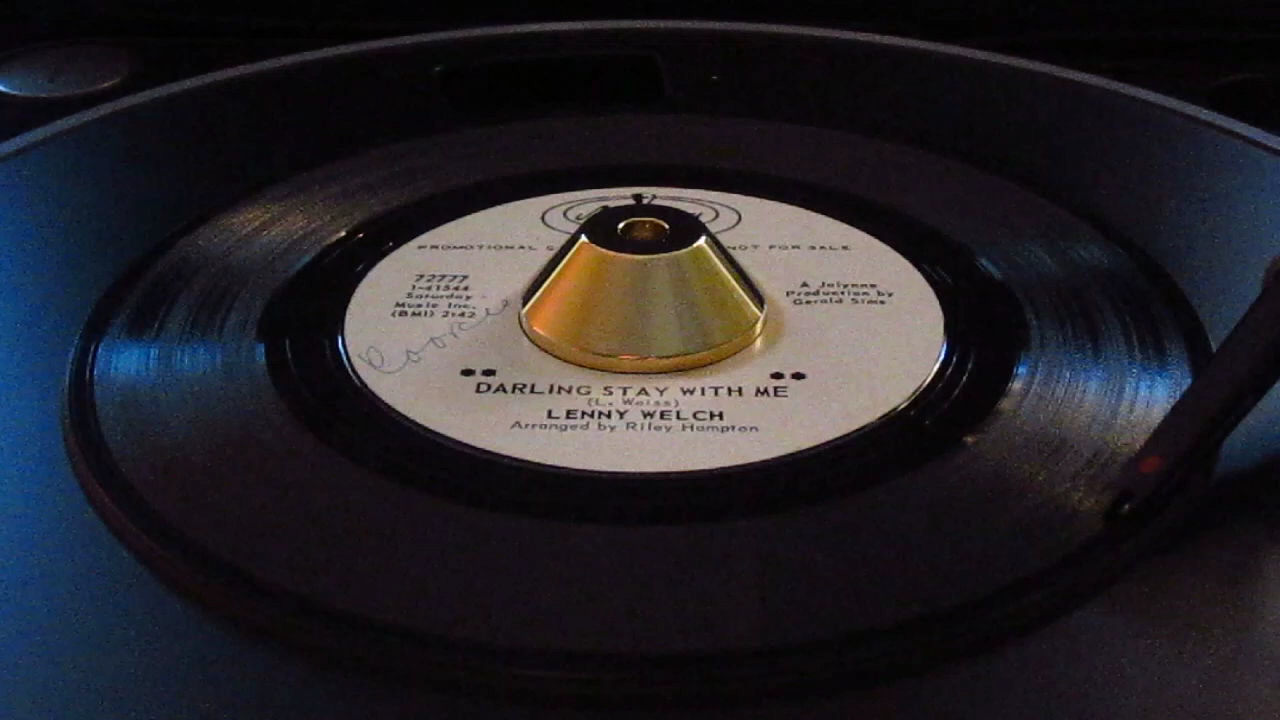 PROMOTIONAL NOT FOR SALE
72777
1-41544
Saturday
Music Inc.
(BMI) 2:42
A Jalynne
Production by
Gerald Sims
DARLING STAY WITH ME
(L. Weiss)
LENNY WELCH
Arranged by Riley Hampton